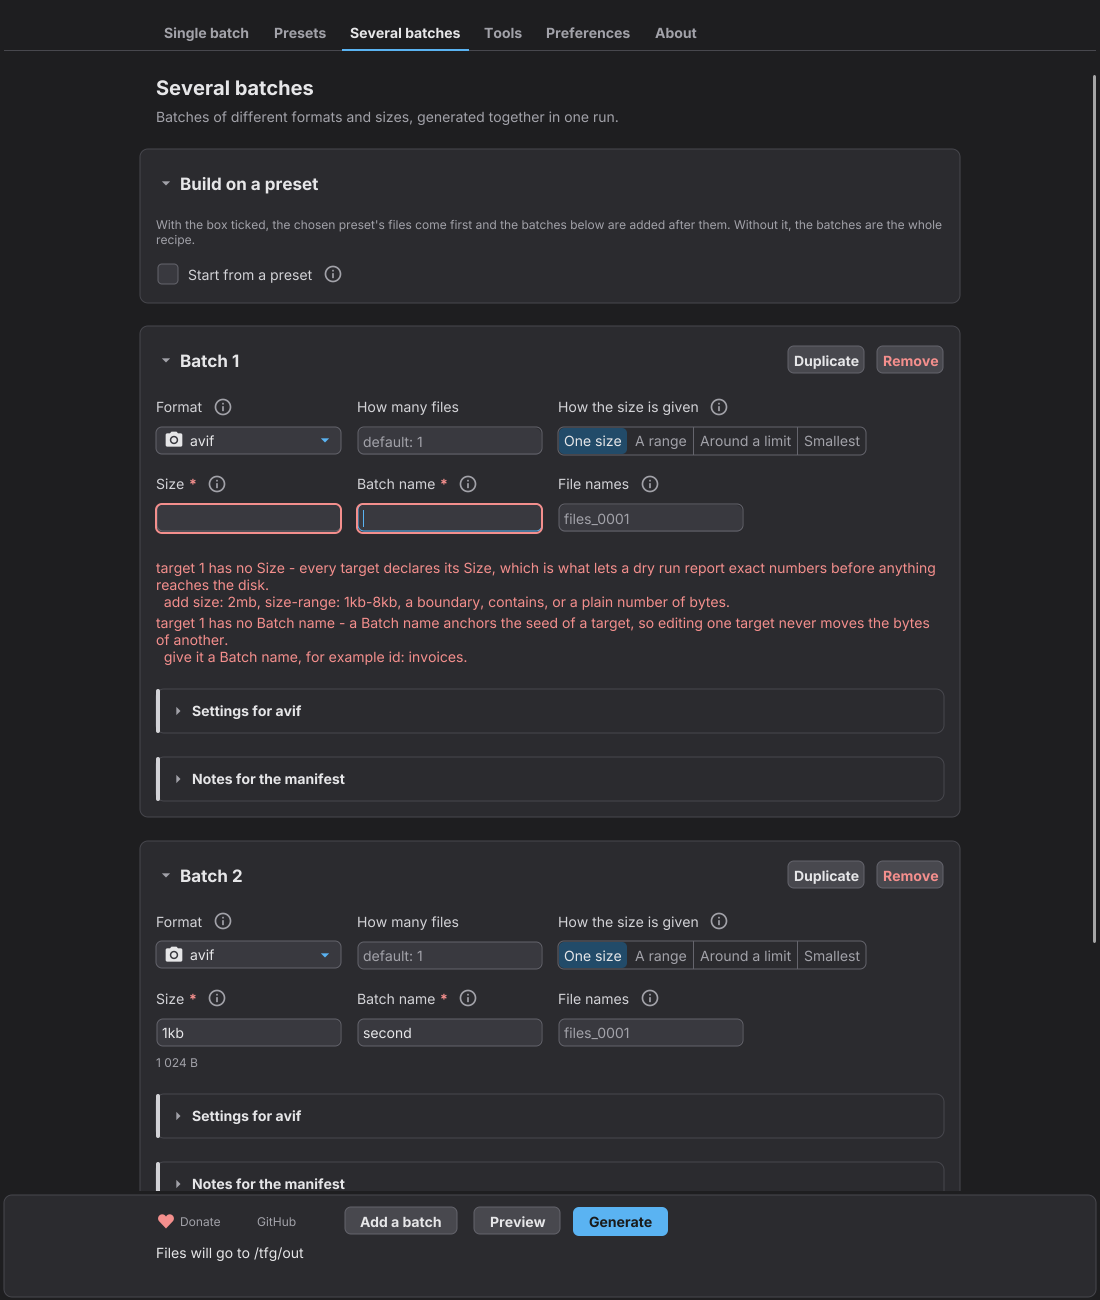 Single batch Presets Several batches Tools Preferences About
Several batches
Batches of different formats and sizes, generated together in one run.
Build on a preset
With the box ticked, the chosen preset's files come first and the batches below are added after them. Without it, the batches are the whole
recipe.
Start from a preset
Batch 1 Duplicate Remove
Format How many files How the size is given
avif default: 1 One size A range Around a limit Smallest
Size * Batch name * File names
files_0001
target 1 has no Size - every target declares its Size, which is what lets a dry run report exact numbers before anything
reaches the disk.
add size: 2mb, size-range: 1kb-8kb, a boundary, contains, or a plain number of bytes.
target 1 has no Batch name - a Batch name anchors the seed of a target, so editing one target never moves the bytes
of another.
give it a Batch name, for example id: invoices.
Settings for avif
Notes for the manifest
Batch 2 Duplicate Remove
Format How many files How the size is given
avif default: 1 One size A range Around a limit Smallest
Size * Batch name * File names
1kb second files_0001
1 024 B
Settings for avif
Notes for the manifest
Donate GitHub Add a batch Preview Generate
Files will go to /tfg/out